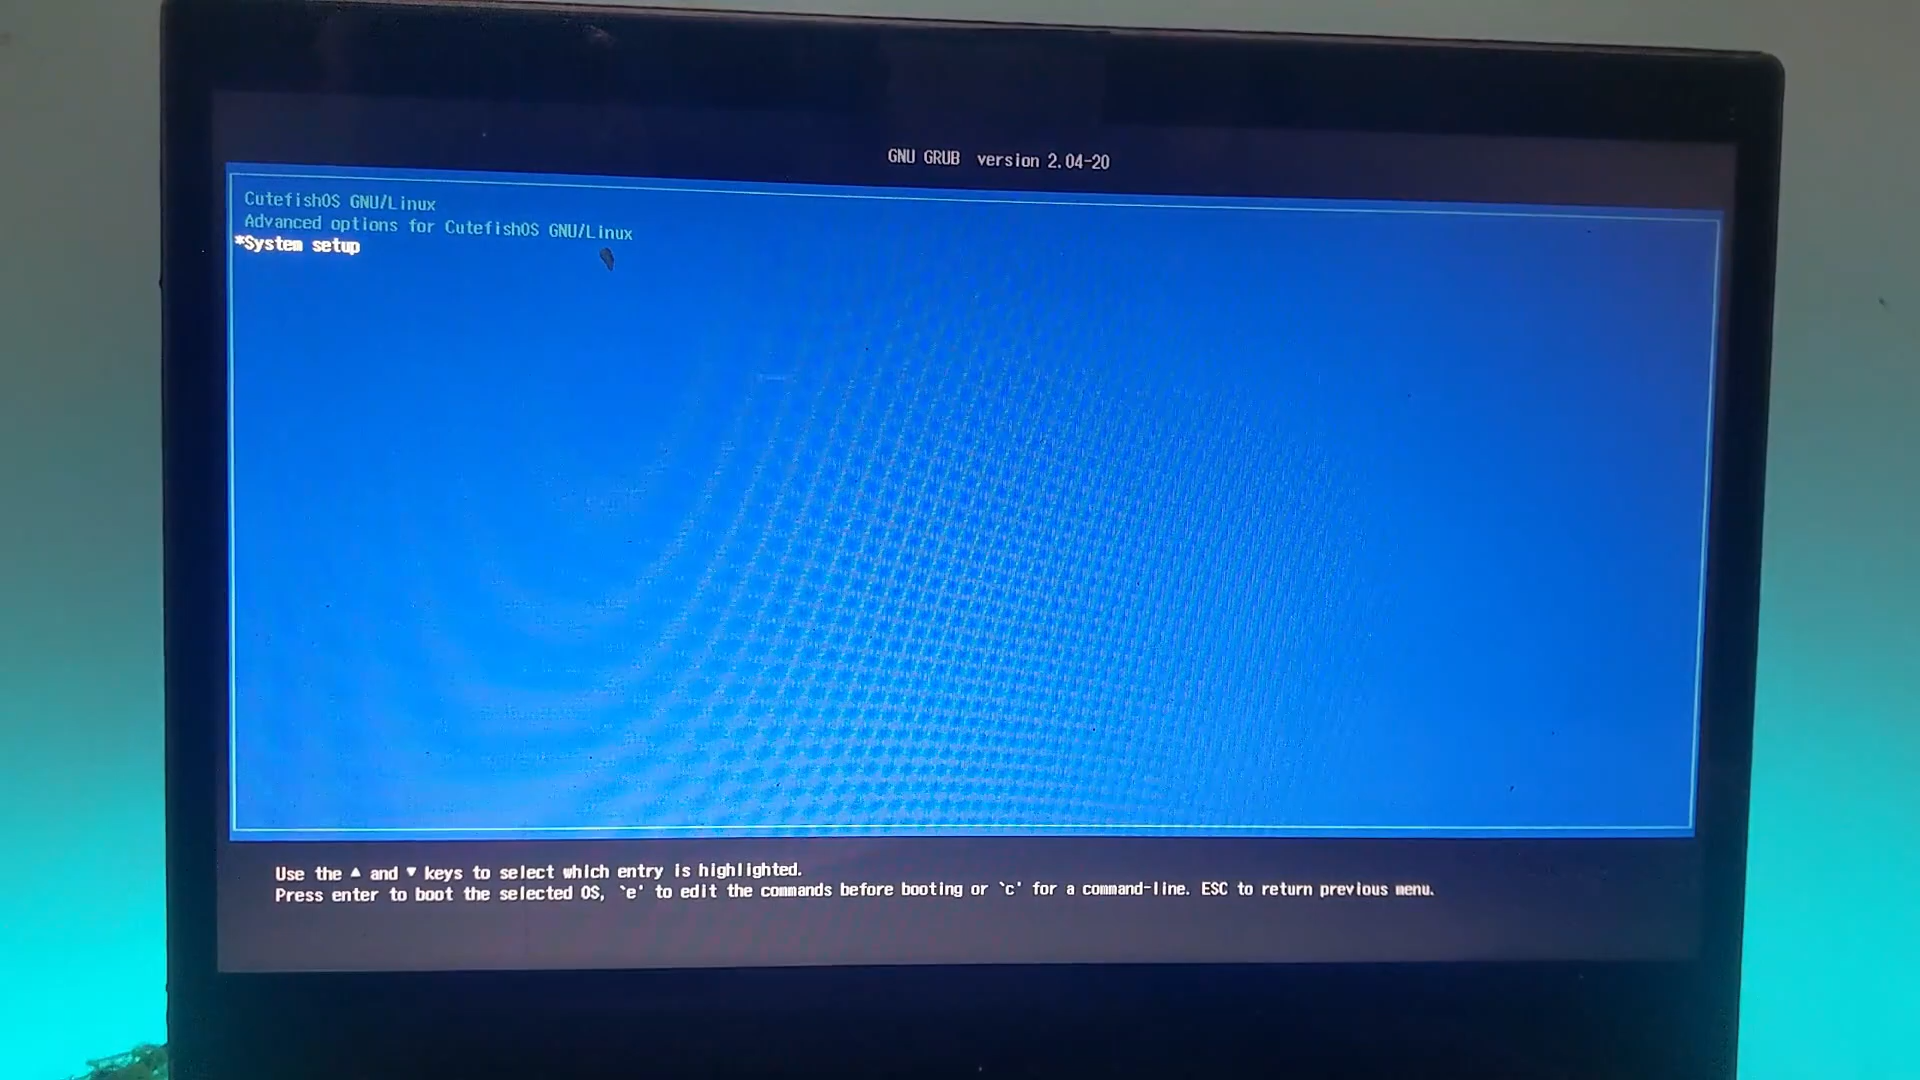 GNU GRUB  version 2.04-20
CutefishOS GNU/Linux
Advanced options for CutefishOS GNU/Linux
*System setup
Use the ▲ and ▼ keys to select which entry is highlighted.
Press enter to boot the selected OS, `e' to edit the commands before booting or `c' for a command-line. ESC to return previous menu.